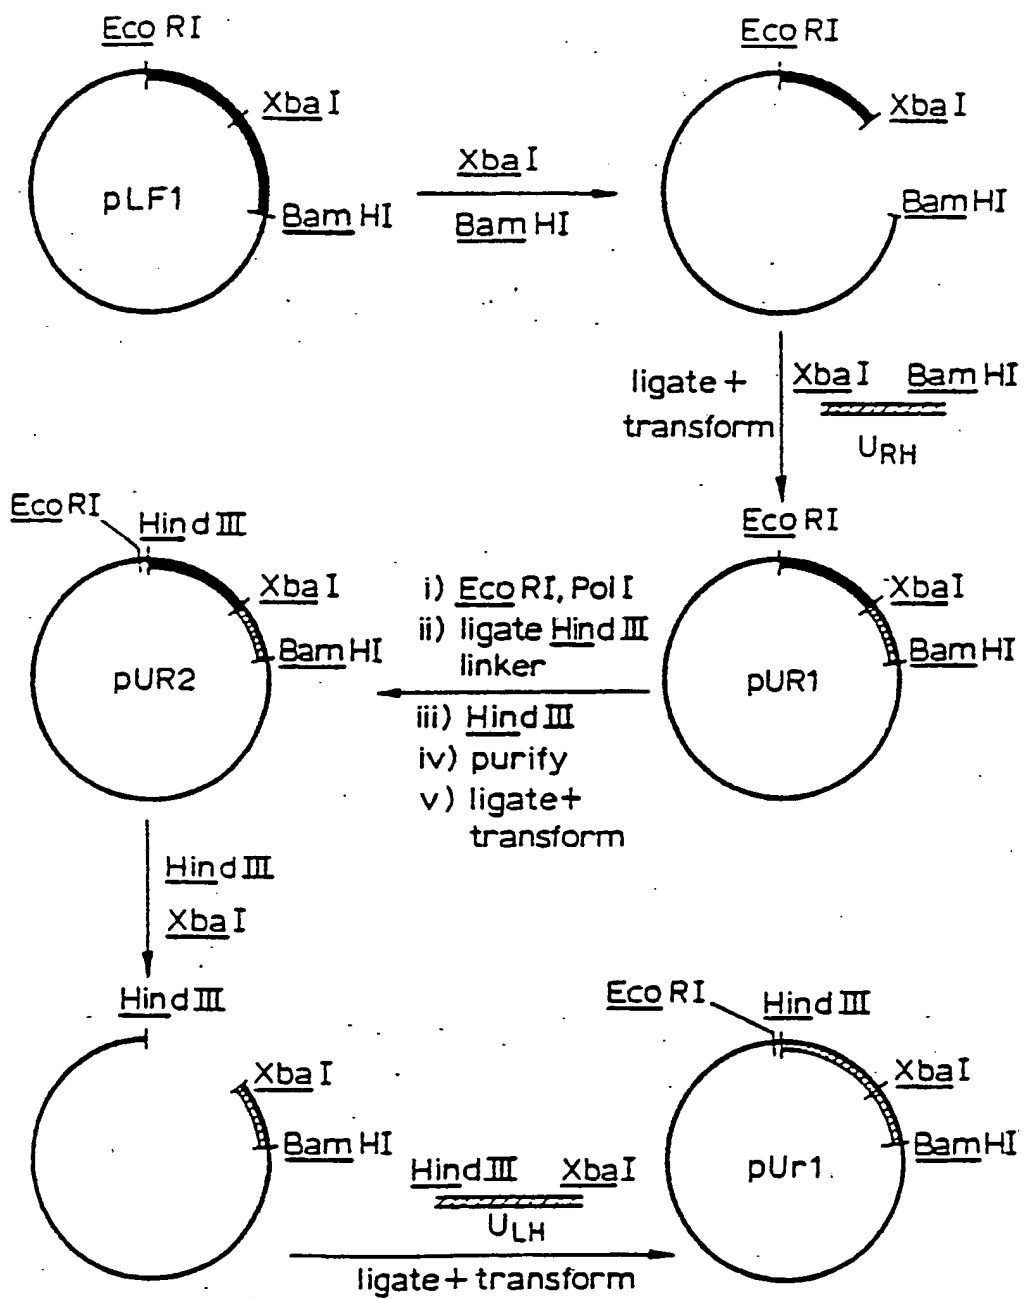 Eco RI
Xba I
pLF1
Bam HI
Xba I
Bam HI
Eco RI
Xba I
Bam HI
ligate +
transform
Xba I Bam HI
URH
Eco RI
Xba I
Bam HI
pUR1
i) Eco RI, Pol I
ii) ligate Hind III
linker
iii) Hind III
iv) purify
v) ligate +
transform
Eco RI
Hind III
Xba I
Bam HI
pUR2
Hind III
Xba I
Hind III
Xba I
Bam HI
Hind III Xba I
ULH
ligate + transform
Eco RI
Hind III
Xba I
Bam HI
pUr1